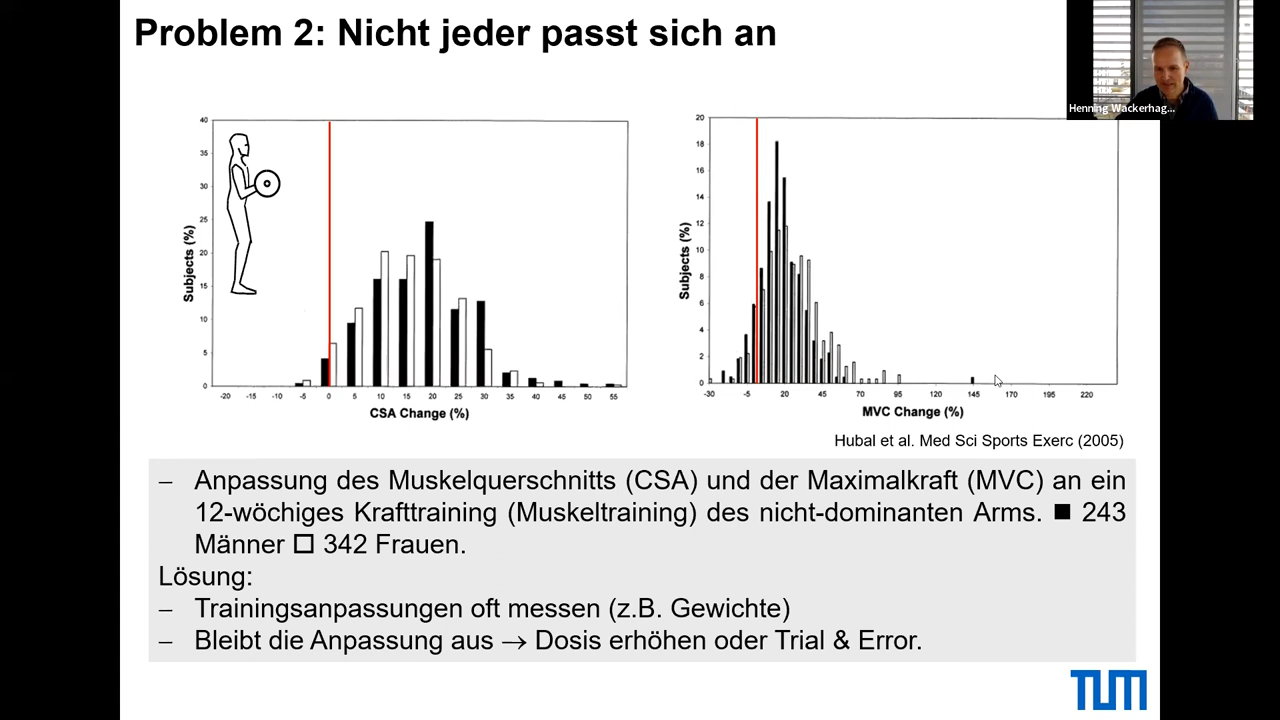 Problem 2: Nicht jeder passt sich an
Henning Wackerhag...
40
35
30
25
20
15
10
5
0
Subjects (%)
-20 -15 -10 -5 0 5 10 15 20 25 30 35 40 45 50 55
CSA Change (%)
20
18
16
14
12
10
8
6
4
2
0
Subjects (%)
-30 -5 20 45 70 95 120 145 170 195 220
MVC Change (%)
Hubal et al. Med Sci Sports Exerc (2005)
– Anpassung des Muskelquerschnitts (CSA) und der Maximalkraft (MVC) an ein
12-wöchiges Krafttraining (Muskeltraining) des nicht-dominanten Arms. ■ 243
Männer □ 342 Frauen.
Lösung:
– Trainingsanpassungen oft messen (z.B. Gewichte)
– Bleibt die Anpassung aus → Dosis erhöhen oder Trial & Error.
TUM